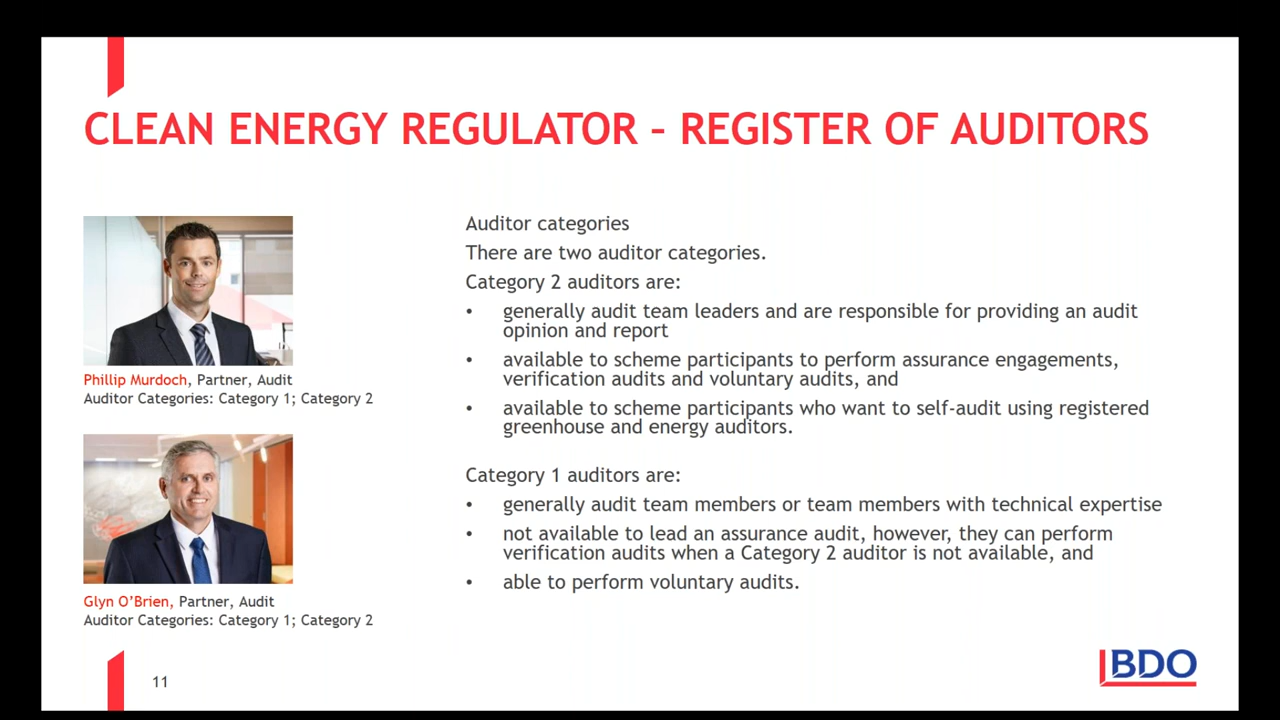 CLEAN ENERGY REGULATOR – REGISTER OF AUDITORS
Phillip Murdoch, Partner, Audit
Auditor Categories: Category 1; Category 2
Glyn O'Brien, Partner, Audit
Auditor Categories: Category 1; Category 2
Auditor categories
There are two auditor categories.
Category 2 auditors are:
• generally audit team leaders and are responsible for providing an audit
opinion and report
• available to scheme participants to perform assurance engagements,
verification audits and voluntary audits, and
• available to scheme participants who want to self-audit using registered
greenhouse and energy auditors.
Category 1 auditors are:
• generally audit team members or team members with technical expertise
• not available to lead an assurance audit, however, they can perform
verification audits when a Category 2 auditor is not available, and
• able to perform voluntary audits.
11
BDO